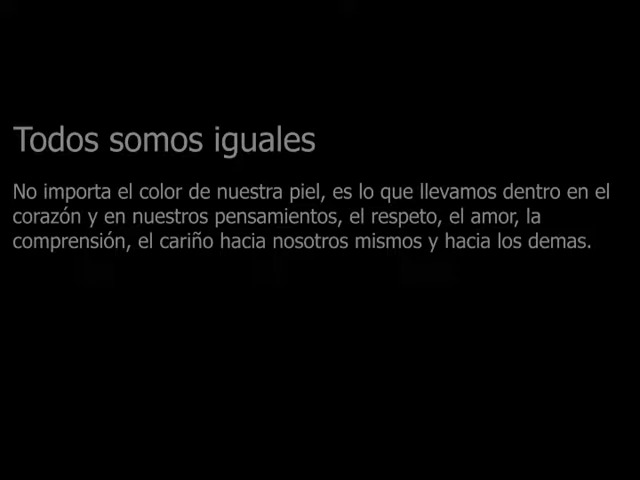 Todos somos iguales
No importa el color de nuestra piel, es lo que llevamos dentro en el
corazón y en nuestros pensamientos, el respeto, el amor, la
comprensión, el cariño hacia nosotros mismos y hacia los demas.